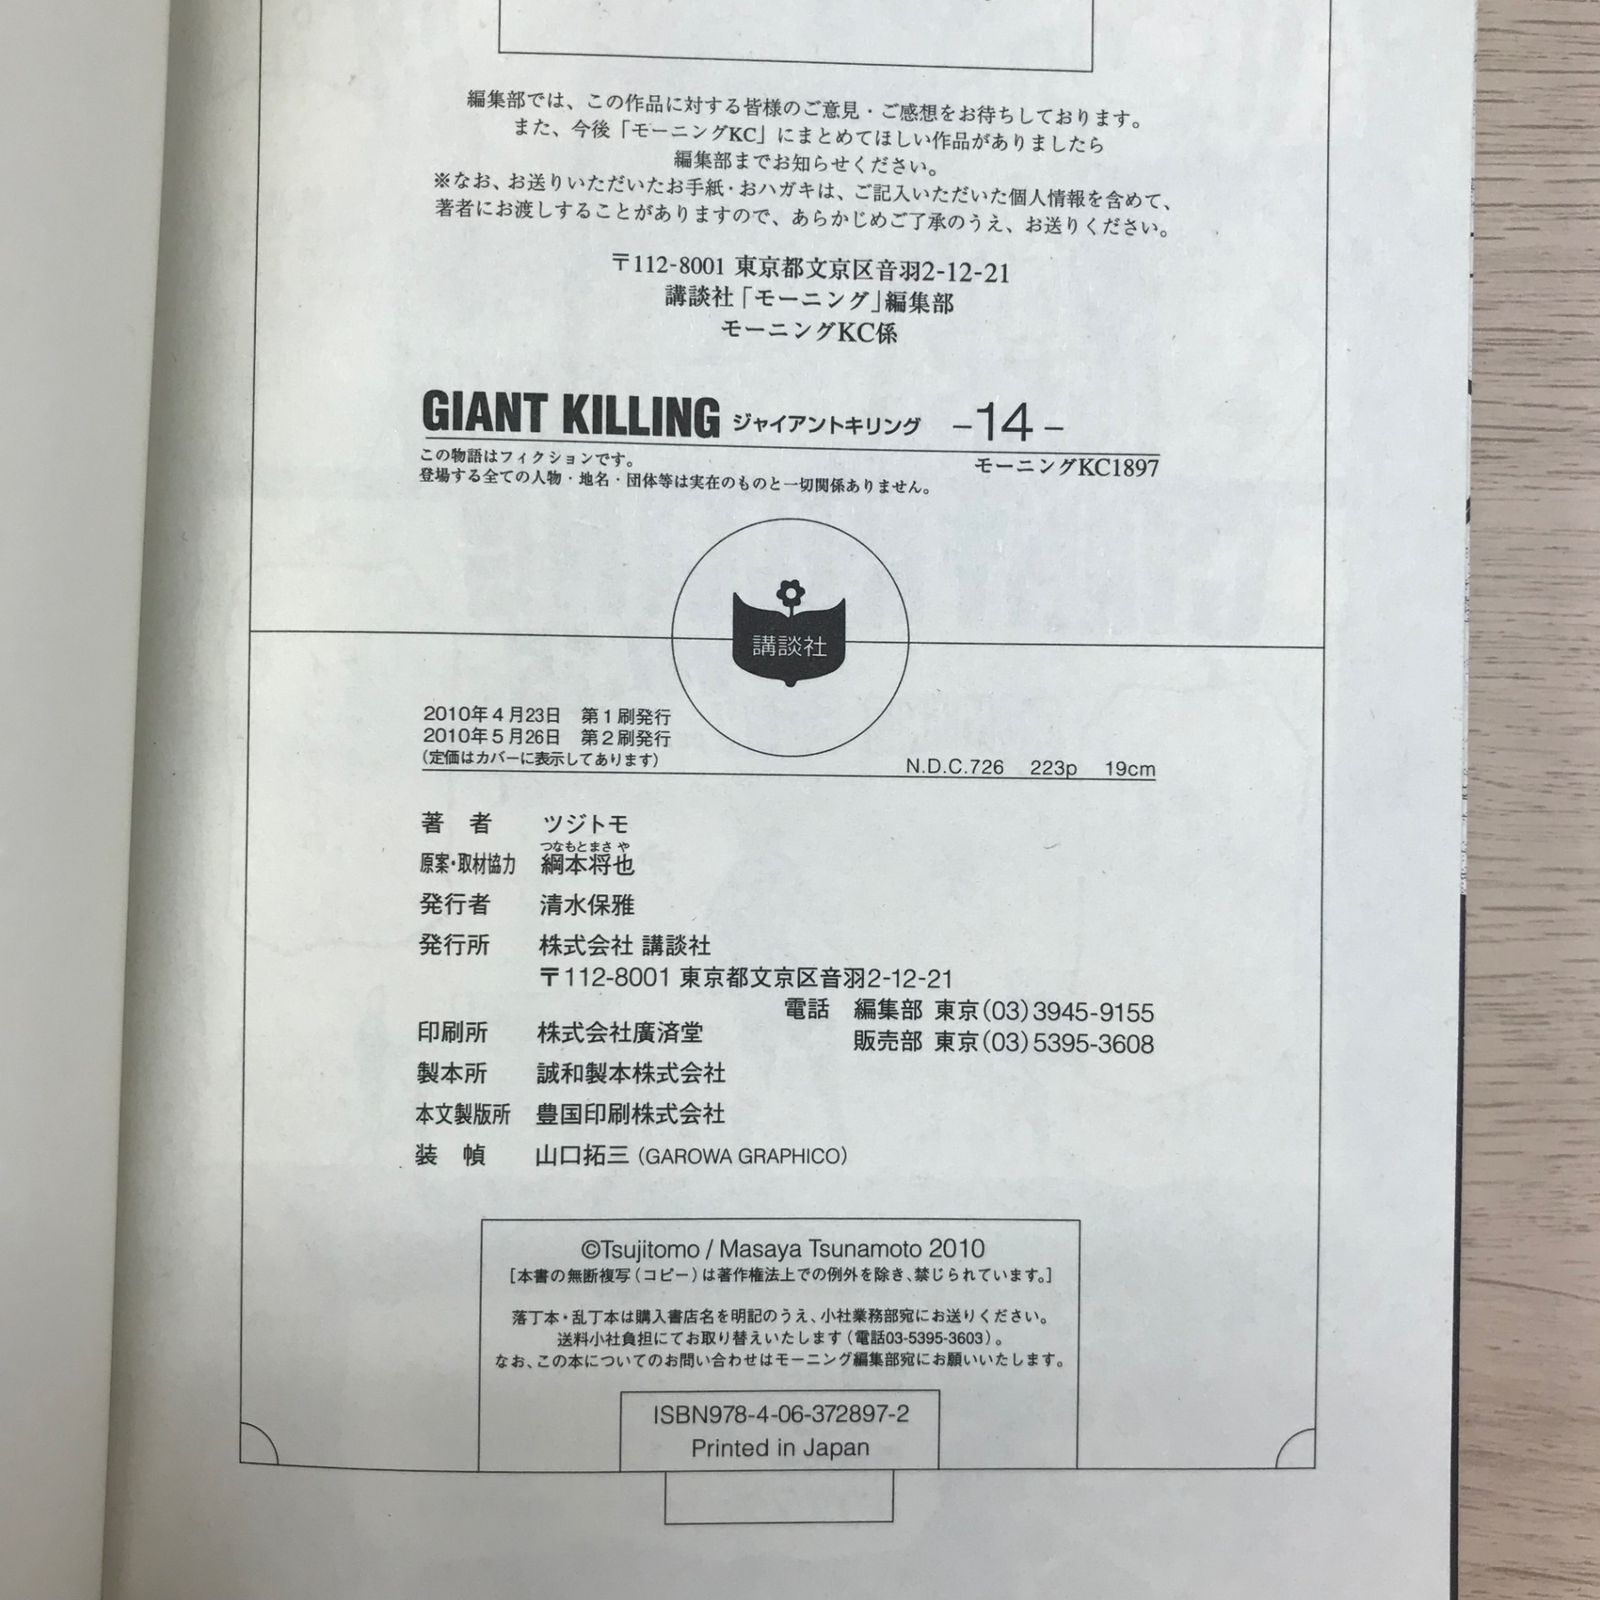 編集部では、この作品に対する皆様のご意見・ご感想をお待ちしております。
また、今後「モーニングKC」にまとめてほしい作品がありましたら
編集部までお知らせください。
※なお、お送りいただいたお手紙・おハガキは、ご記入いただいた個人情報を含めて、
著者にお渡しすることがありますので、あらかじめご了承のうえ、お送りください。
〒112-8001 東京都文京区音羽2-12-21
講談社「モーニング」編集部
モーニングKC係
GIANT KILLING ジャイアントキリング －14－
この物語はフィクションです。
モーニングKC1897
登場する全ての人物・地名・団体等は実在のものと一切関係ありません。
講談社
2010年4月23日　第1刷発行
2010年5月26日　第2刷発行
(定価はカバーに表示してあります)
N.D.C.726　223p　19cm
著　者　ツジトモ
つなもとまさや
原案・取材協力　綱本将也
発行者　清水保雅
発行所　株式会社 講談社
〒112-8001 東京都文京区音羽2-12-21
電話　編集部 東京(03)3945-9155
販売部 東京(03)5395-3608
印刷所　株式会社廣済堂
製本所　誠和製本株式会社
本文製版所　豊国印刷株式会社
装　幀　山口拓三(GAROWA GRAPHICO)
©Tsujitomo / Masaya Tsunamoto 2010
[本書の無断複写(コピー)は著作権法上での例外を除き、禁じられています。]
落丁本・乱丁本は購入書店名を明記のうえ、小社業務部宛にお送りください。
送料小社負担にてお取り替えいたします(電話03-5395-3603)。
なお、この本についてのお問い合わせはモーニング編集部宛にお願いいたします。
ISBN978-4-06-372897-2
Printed in Japan